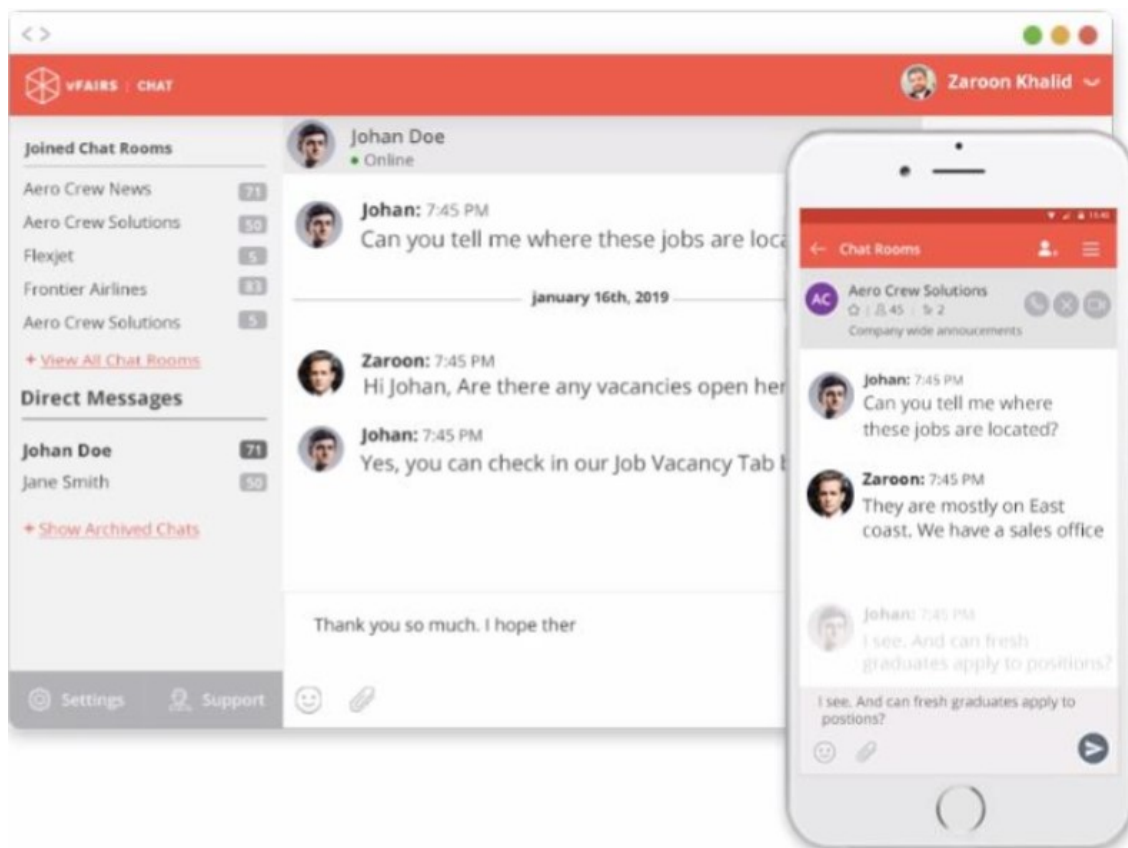 < >
vFAIRS | CHAT
Zaroon Khalid
Joined Chat Rooms
Aero Crew News 71
Aero Crew Solutions 50
Flexjet 5
Frontier Airlines 83
Aero Crew Solutions 5
+ View All Chat Rooms
Direct Messages
Johan Doe 71
Jane Smith 50
+ Show Archived Chats
Settings
Support
Johan Doe
Online
Johan: 7:45 PM
Can you tell me where these jobs are loca
january 16th, 2019
Zaroon: 7:45 PM
Hi Johan, Are there any vacancies open her
Johan: 7:45 PM
Yes, you can check in our Job Vacancy Tab
Thank you so much. I hope ther
15:40
Chat Rooms
AC
Aero Crew Solutions
45 | 2
Company wide annoucements
Johan: 7:45 PM
Can you tell me where
these jobs are located?
Zaroon: 7:45 PM
They are mostly on East
coast. We have a sales office
Johan: 7:45 PM
I see. And can fresh
graduates apply to positions?
I see. And can fresh graduates apply to
postions?